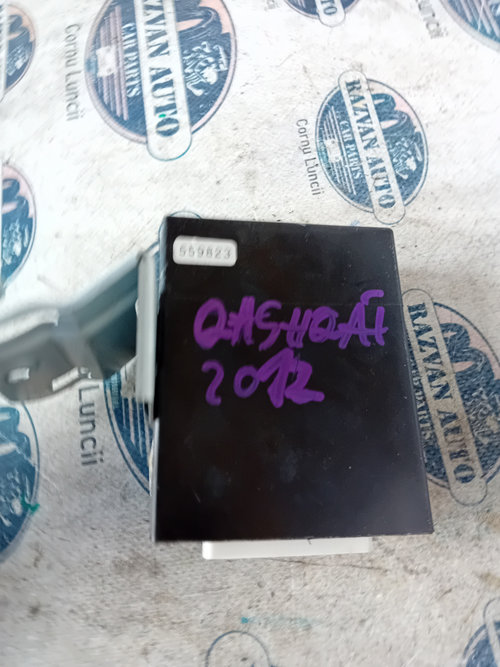 RAZVAN AUTO
CAR PARTS
Cornu Luncii
RAZVAN AUTO
CAR PARTS
Cornu Luncii
559823
QASHQAI
2012
RAZVAN AUTO
Luncii